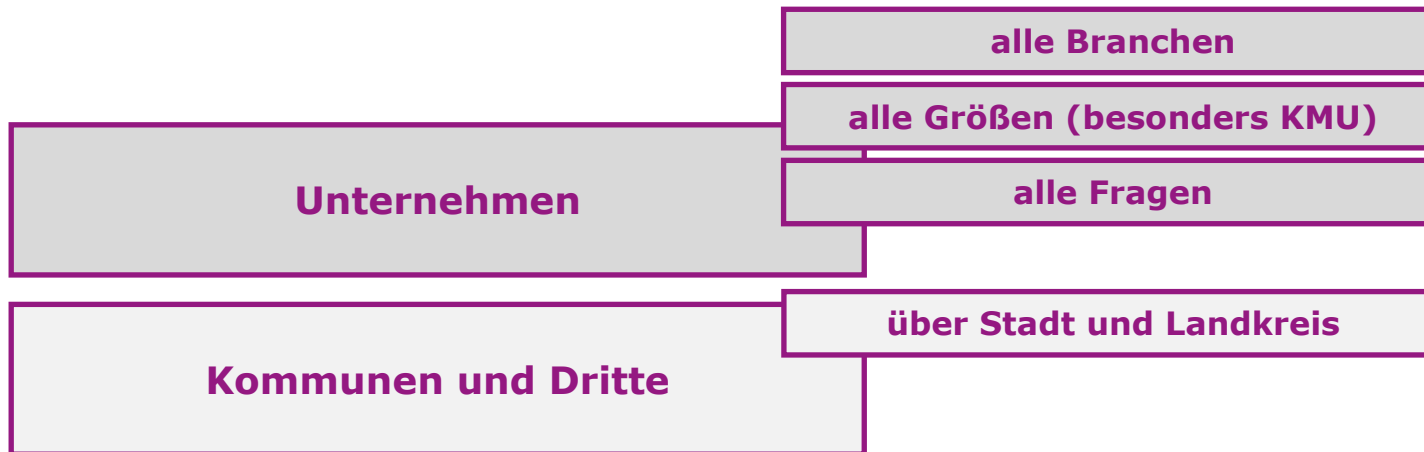 alle Branchen
alle Größen (besonders KMU)
Unternehmen
alle Fragen
über Stadt und Landkreis
Kommunen und Dritte